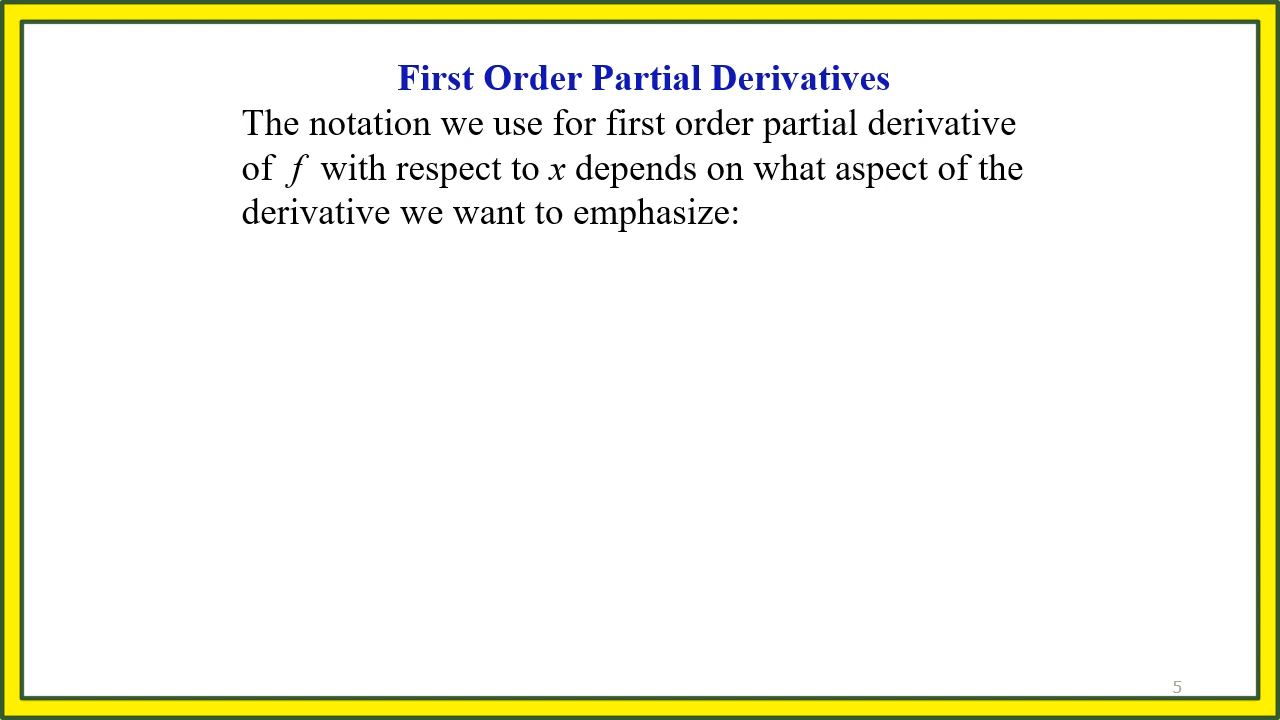 First Order Partial Derivatives
The notation we use for first order partial derivative
of f with respect to x depends on what aspect of the
derivative we want to emphasize:
5